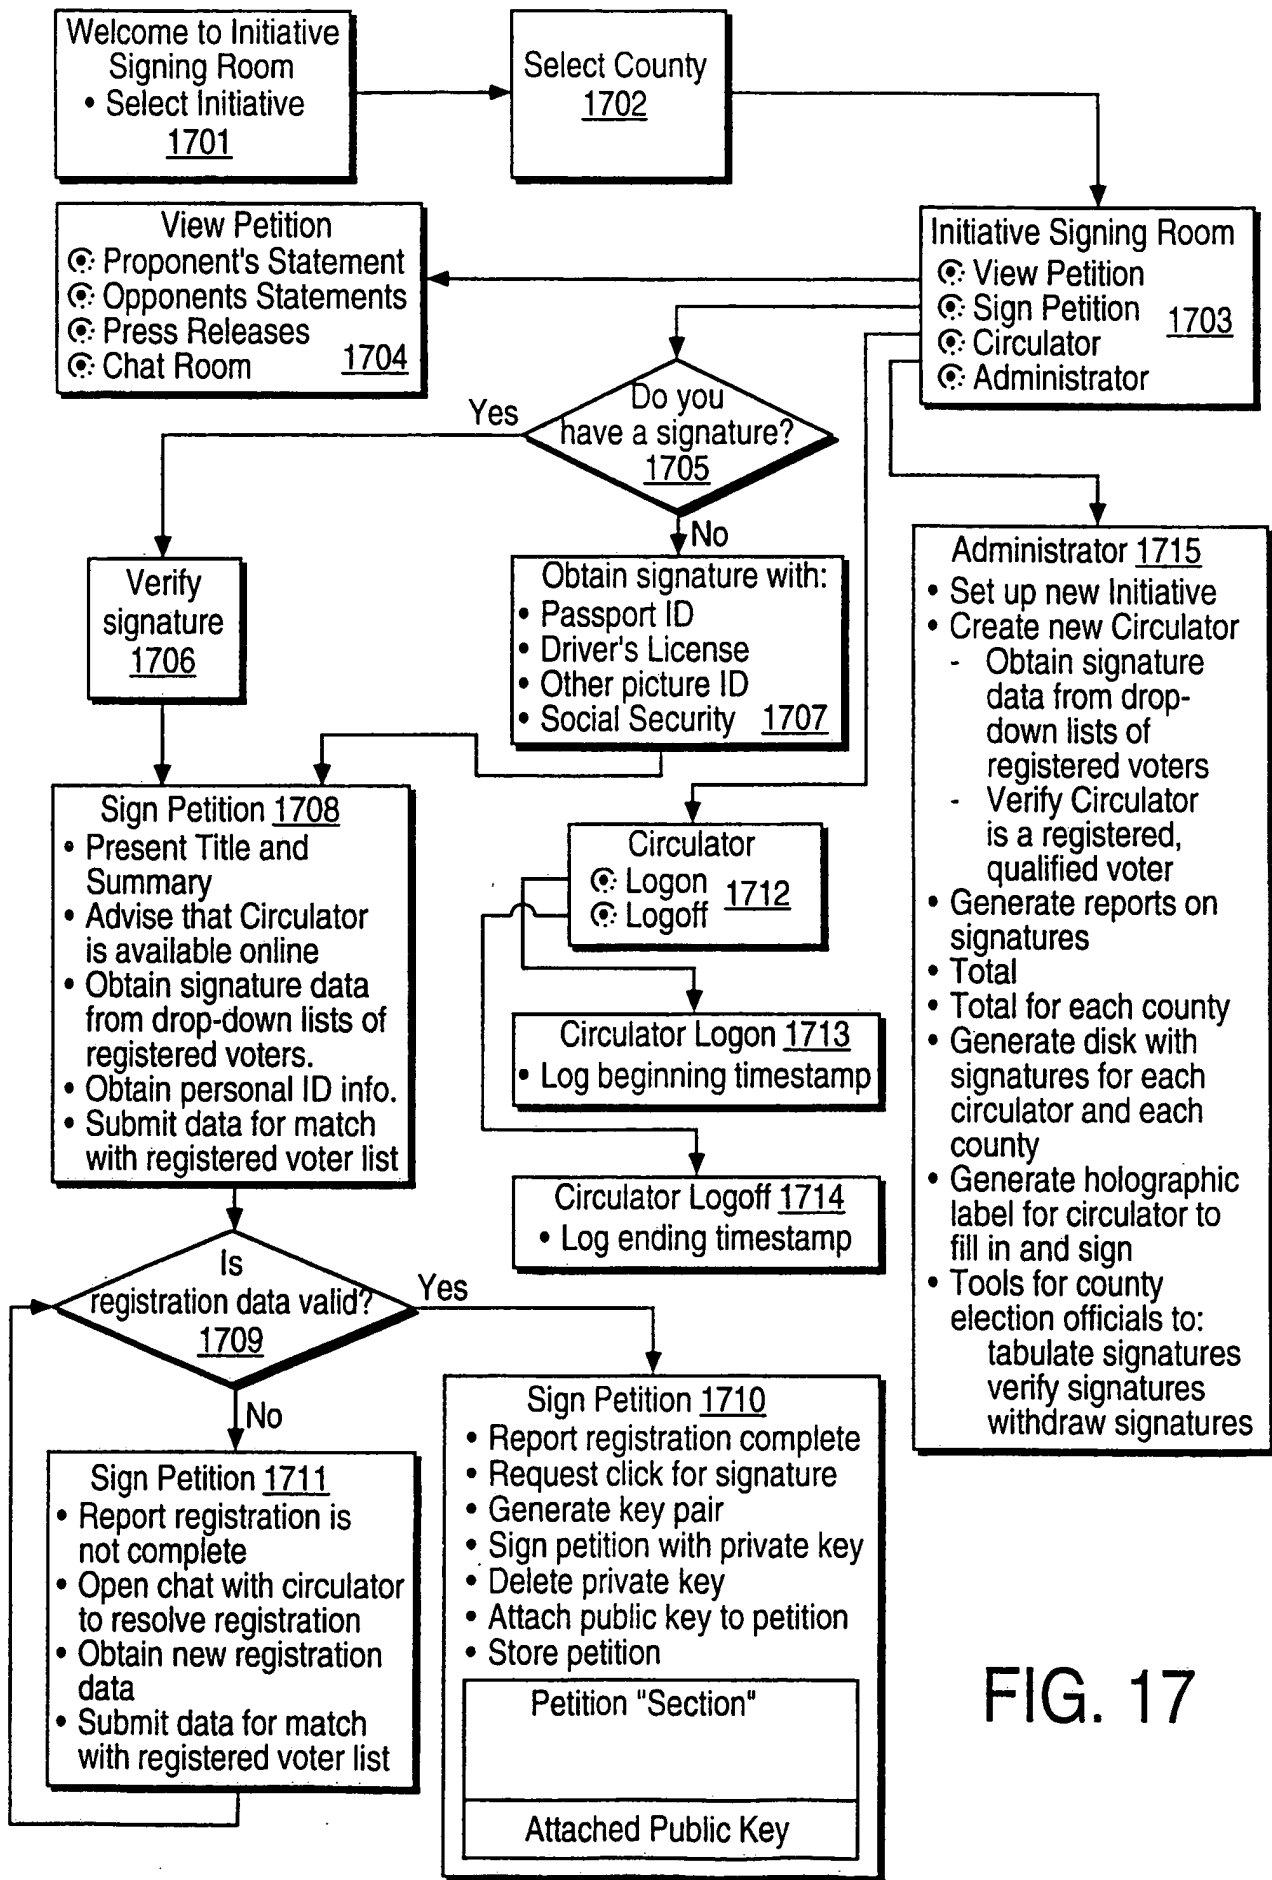 Welcome to Initiative
Signing Room
• Select Initiative
1701
Select County
1702
View Petition
Proponent's Statement
Opponents Statements
Press Releases
Chat Room
1704
Initiative Signing Room
View Petition
Sign Petition
Circulator
Administrator
1703
Do you
have a signature?
1705
Yes
No
Verify
signature
1706
Obtain signature with:
• Passport ID
• Driver's License
• Other picture ID
• Social Security
1707
Administrator 1715
• Set up new Initiative
• Create new Circulator
- Obtain signature
data from drop-
down lists of
registered voters
- Verify Circulator
is a registered,
qualified voter
• Generate reports on
signatures
• Total
• Total for each county
• Generate disk with
signatures for each
circulator and each
county
• Generate holographic
label for circulator to
fill in and sign
• Tools for county
election officials to:
tabulate signatures
verify signatures
withdraw signatures
Sign Petition 1708
• Present Title and
Summary
• Advise that Circulator
is available online
• Obtain signature data
from drop-down lists of
registered voters.
• Obtain personal ID info.
• Submit data for match
with registered voter list
Circulator
Logon
Logoff
1712
Circulator Logon 1713
• Log beginning timestamp
Circulator Logoff 1714
• Log ending timestamp
Is
registration data valid?
1709
Yes
No
Sign Petition 1711
• Report registration is
not complete
• Open chat with circulator
to resolve registration
• Obtain new registration
data
• Submit data for match
with registered voter list
Sign Petition 1710
• Report registration complete
• Request click for signature
• Generate key pair
• Sign petition with private key
• Delete private key
• Attach public key to petition
• Store petition
Petition "Section"
Attached Public Key
FIG. 17